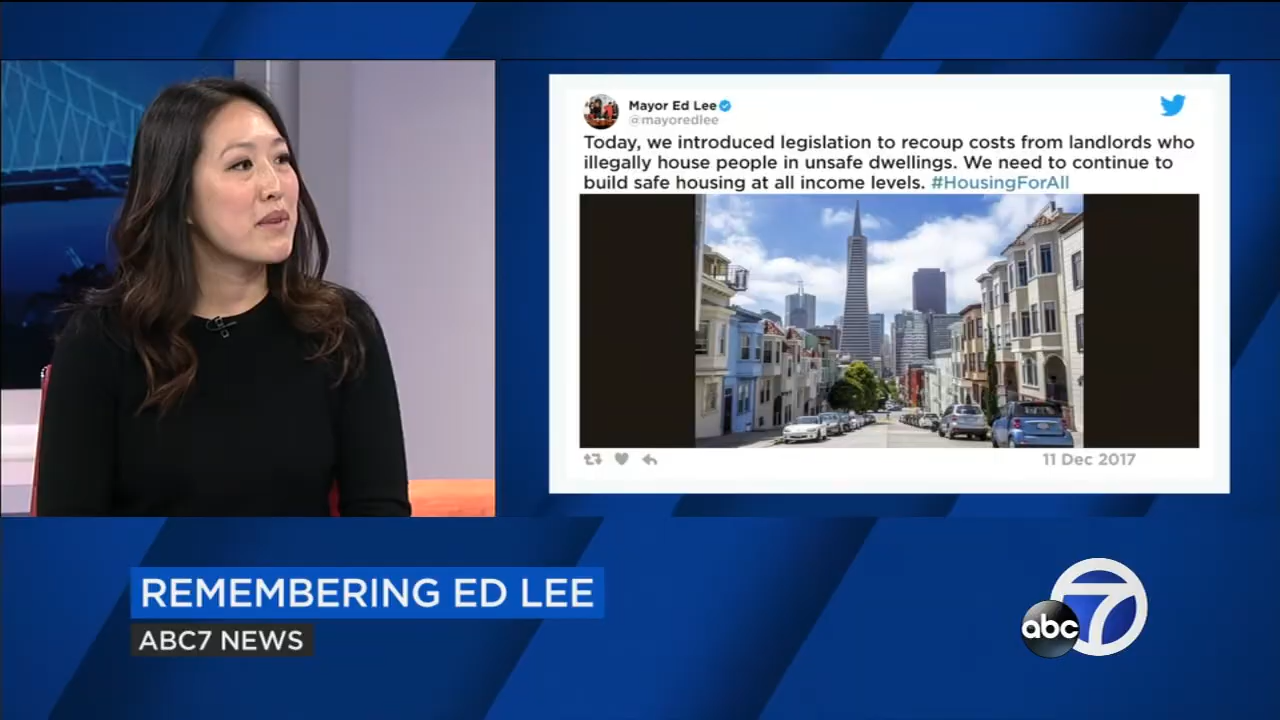 Mayor Ed Lee
@mayoredlee
Today, we introduced legislation to recoup costs from landlords who
illegally house people in unsafe dwellings. We need to continue to
build safe housing at all income levels. #HousingForAll
11 Dec 2017
REMEMBERING ED LEE
ABC7 NEWS
abc 7